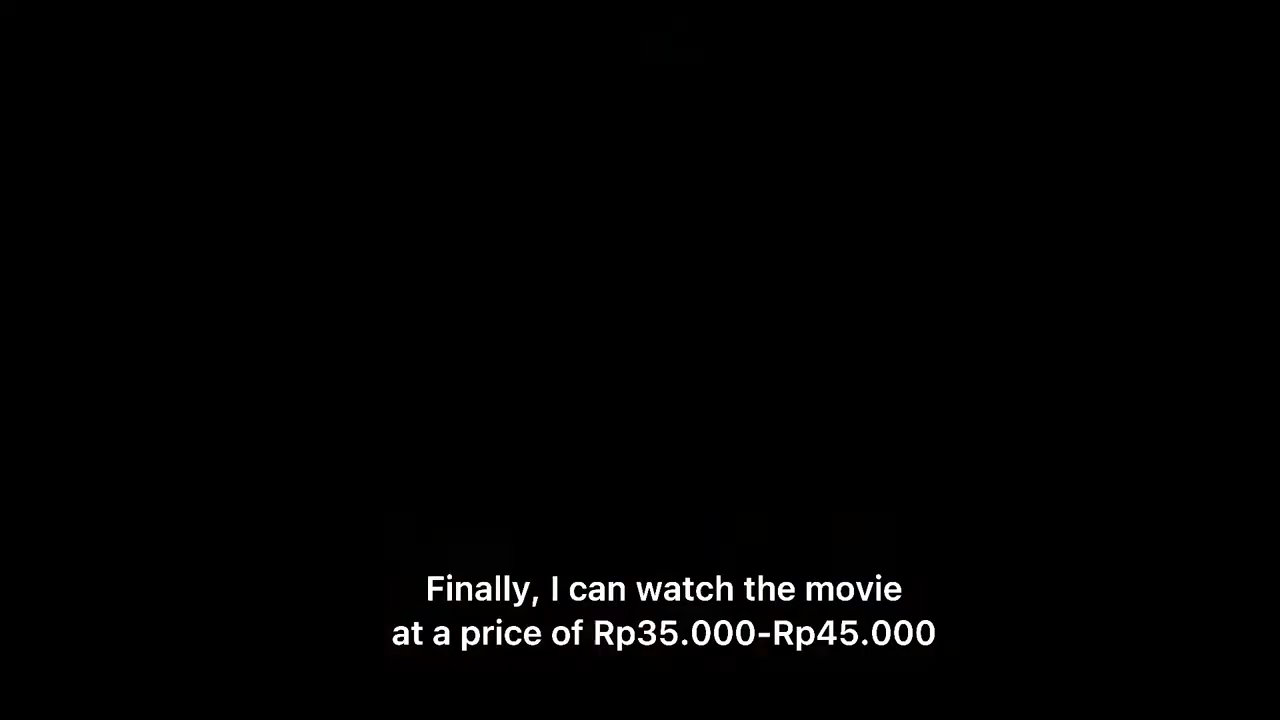 Finally, I can watch the movie
at a price of Rp35.000-Rp45.000